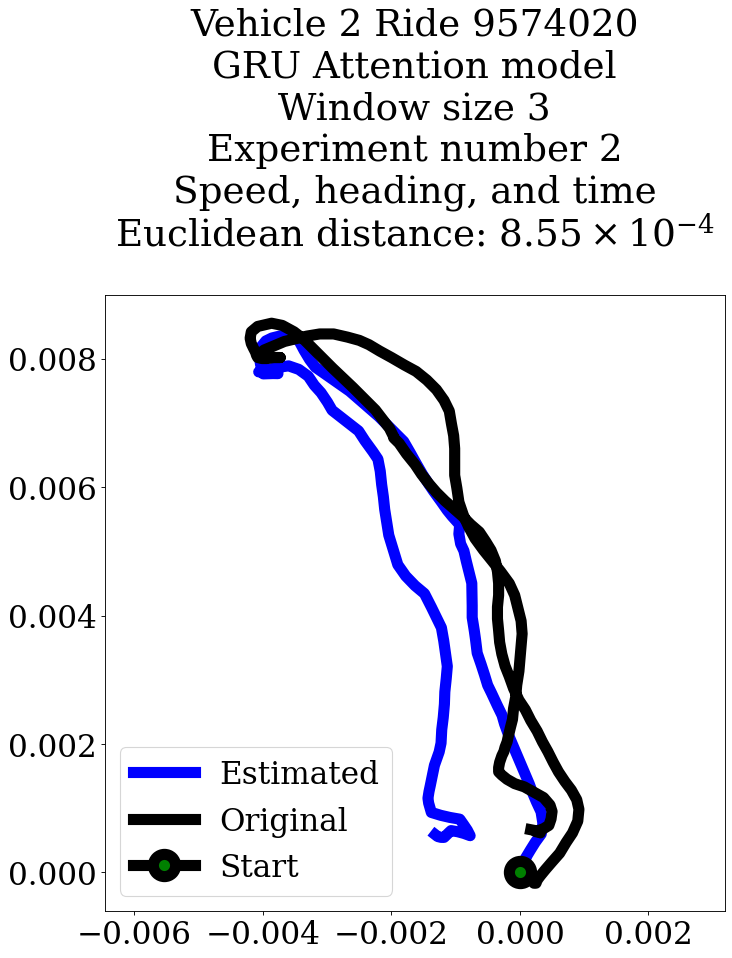 Vehicle 2 Ride 9574020
GRU Attention model
Window size 3
Experiment number 2
Speed, heading, and time
Euclidean distance: 8.55 × 10⁻⁴
0.008
0.006
0.004
0.002
0.000
Estimated
Original
Start
−0.006 −0.004 −0.002 0.000 0.002